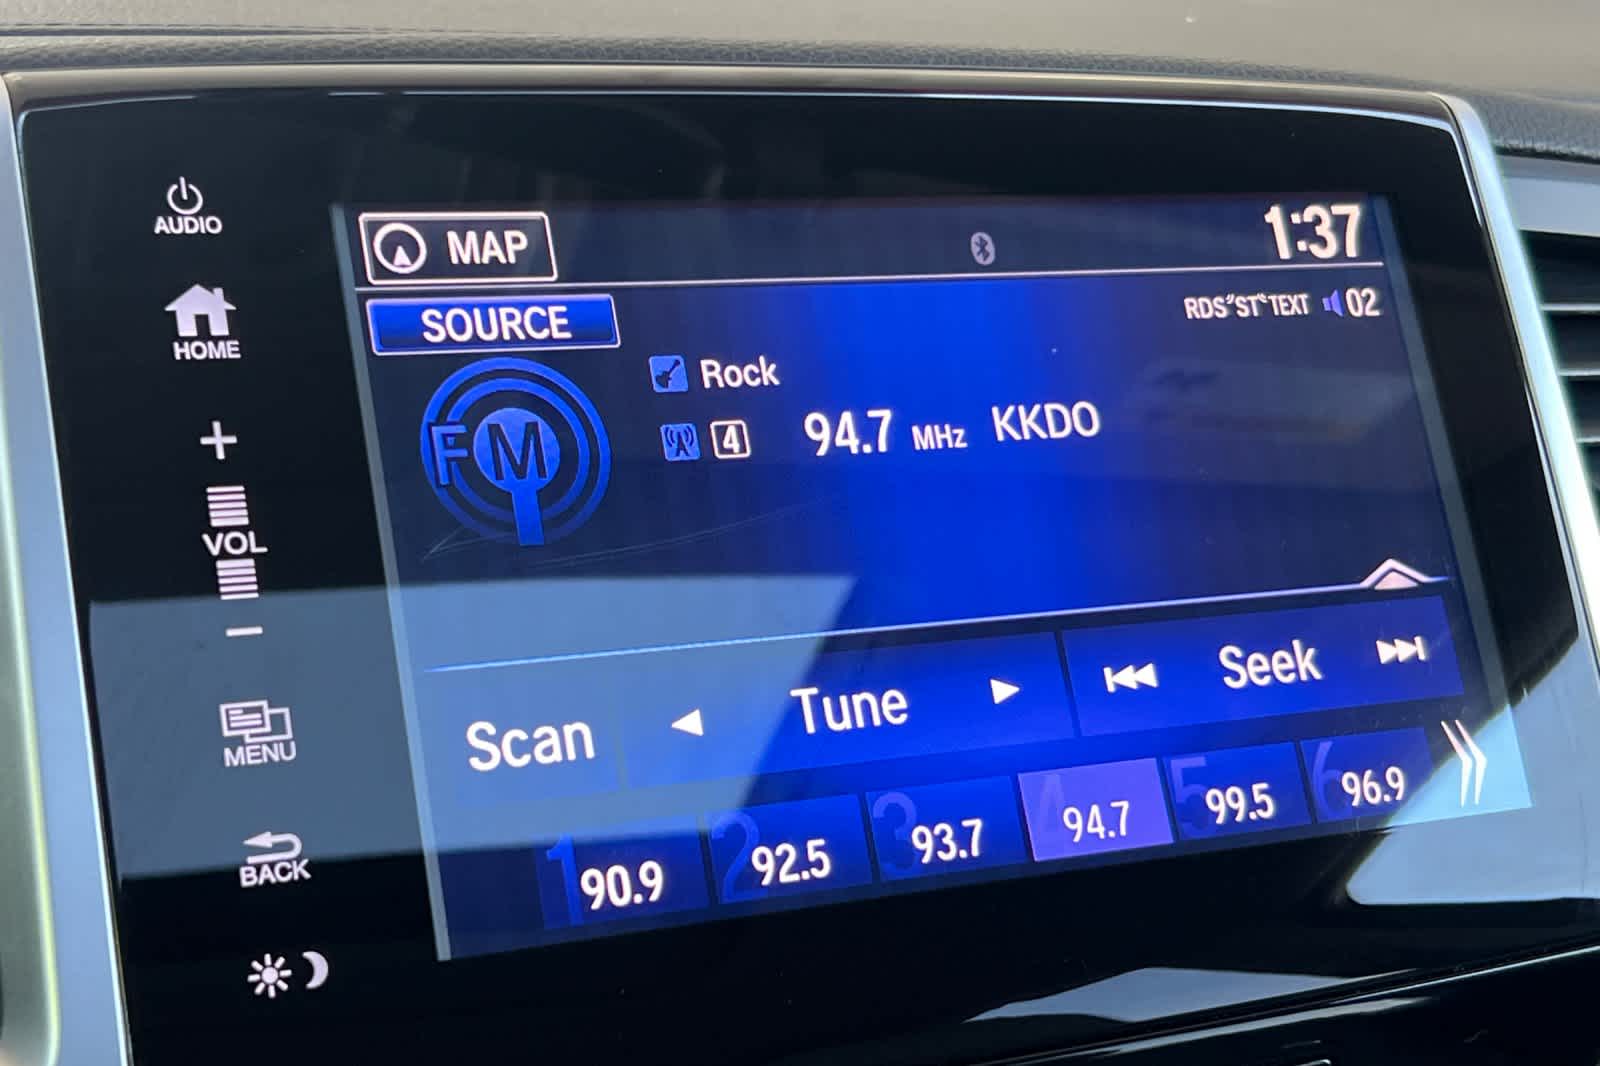 AUDIO
HOME
+
VOL
−
MENU
BACK
MAP
1:37
SOURCE
RDS ST TEXT 02
FM
Rock
4 94.7 MHz KKDO
Scan Tune Seek
1 90.9
2 92.5
3 93.7
4 94.7
5 99.5
6 96.9